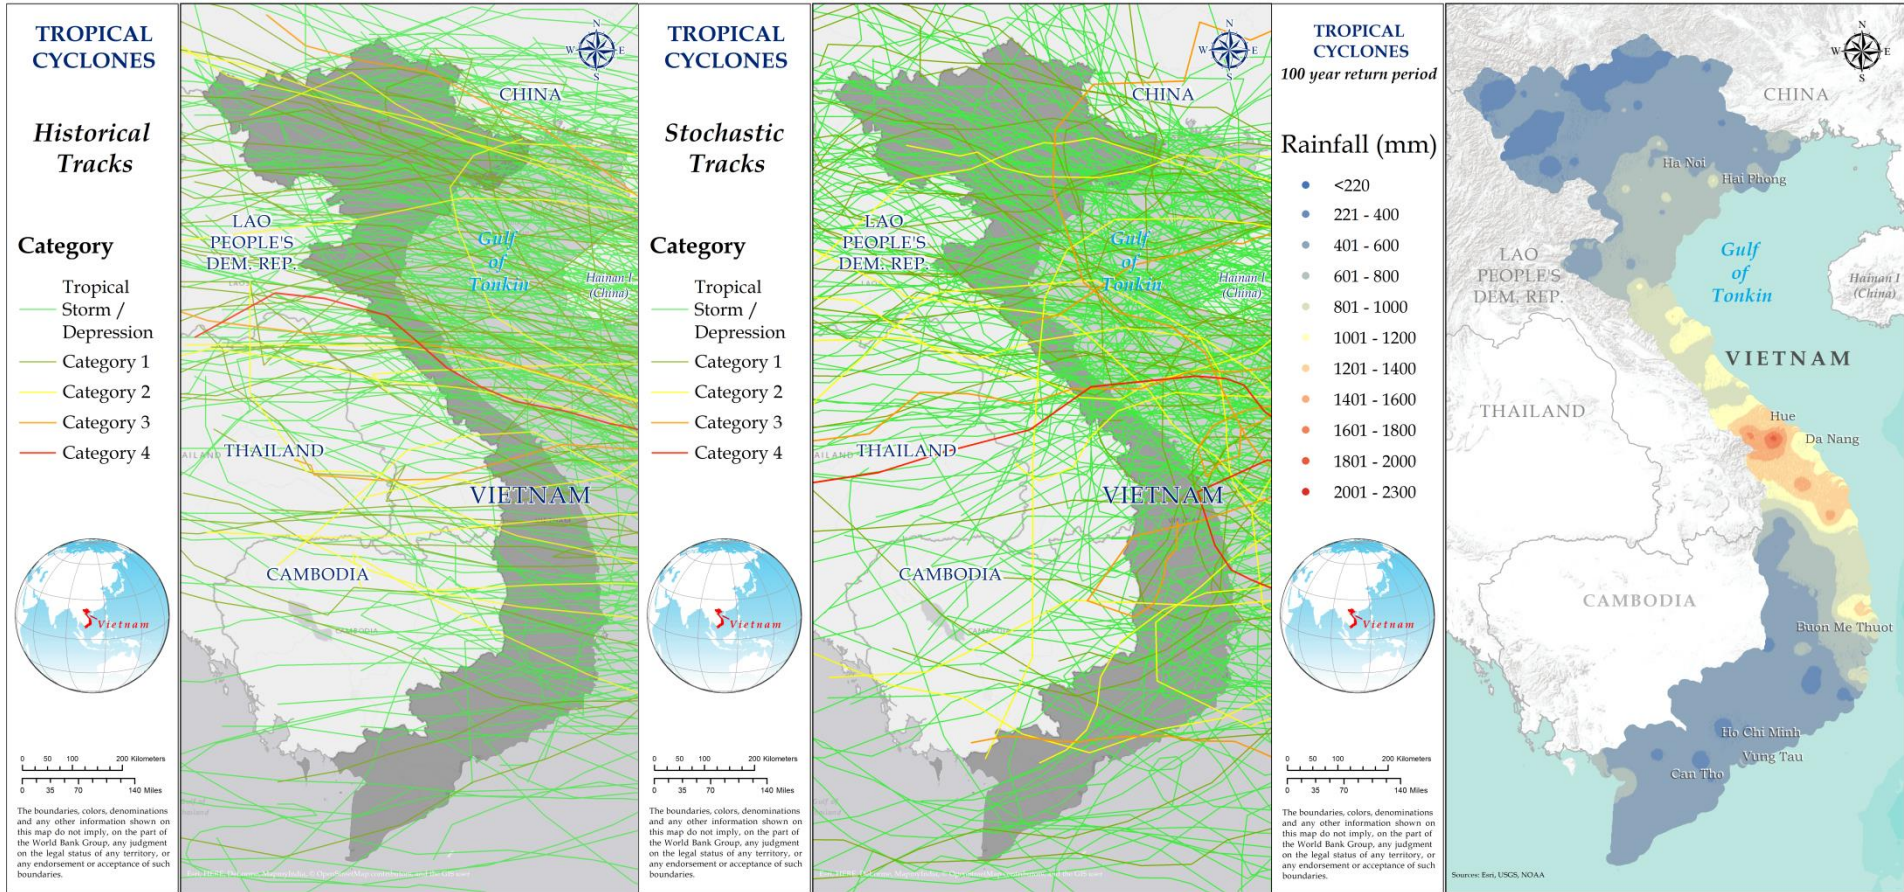 TROPICAL
CYCLONES
Historical
Tracks
Category
Tropical
Storm /
Depression
Category 1
Category 2
Category 3
Category 4
Vietnam
0 50 100 200 Kilometers
0 35 70 140 Miles
The boundaries, colors, denominations
and any other information shown on
this map do not imply, on the part of
the World Bank Group, any judgment
on the legal status of any territory, or
any endorsement or acceptance of such
boundaries.
N
W E
S
CHINA
LAO
PEOPLE'S
DEM. REP.
Gulf
of
Tonkin
Hainan I
(China)
THAILAND
VIETNAM
CAMBODIA
CAMBODIA
TROPICAL
CYCLONES
Stochastic
Tracks
Category
Tropical
Storm /
Depression
Category 1
Category 2
Category 3
Category 4
Vietnam
0 50 100 200 Kilometers
0 35 70 140 Miles
The boundaries, colors, denominations
and any other information shown on
this map do not imply, on the part of
the World Bank Group, any judgment
on the legal status of any territory, or
any endorsement or acceptance of such
boundaries.
N
W E
S
CHINA
LAO
PEOPLE'S
DEM. REP.
Gulf
of
Tonkin
Hainan I
(China)
THAILAND
VIETNAM
CAMBODIA
TROPICAL
CYCLONES
100 year return period
Rainfall (mm)
<220
221 - 400
401 - 600
601 - 800
801 - 1000
1001 - 1200
1201 - 1400
1401 - 1600
1601 - 1800
1801 - 2000
2001 - 2300
Vietnam
0 50 100 200 Kilometers
0 35 70 140 Miles
The boundaries, colors, denominations
and any other information shown on
this map do not imply, on the part of
the World Bank Group, any judgment
on the legal status of any territory, or
any endorsement or acceptance of such
boundaries.
N
W E
S
CHINA
Ha Noi
Hai Phong
LAO
PEOPLE'S
DEM. REP.
Gulf
of
Tonkin
Hainan I
(China)
VIETNAM
THAILAND
Hue
Da Nang
CAMBODIA
Buon Me Thuot
Ho Chi Minh
Vung Tau
Can Tho
Sources: Esri, USGS, NOAA